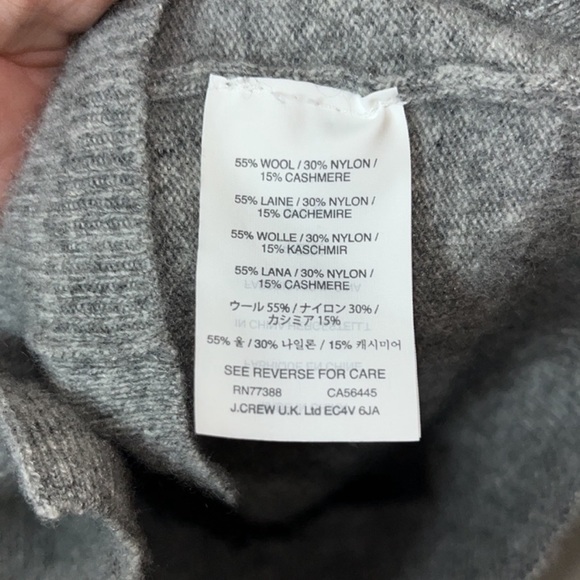 55% WOOL / 30% NYLON /
15% CASHMERE
55% LAINE / 30% NYLON /
15% CACHEMIRE
55% WOLLE / 30% NYLON /
15% KASCHMIR
55% LANA / 30% NYLON /
15% CASHMERE
ウール 55% / ナイロン 30% /
カシミア 15%
55% 울 / 30% 나일론 / 15% 캐시미어
SEE REVERSE FOR CARE
RN77388 CA56445
J.CREW U.K. Ltd EC4V 6JA